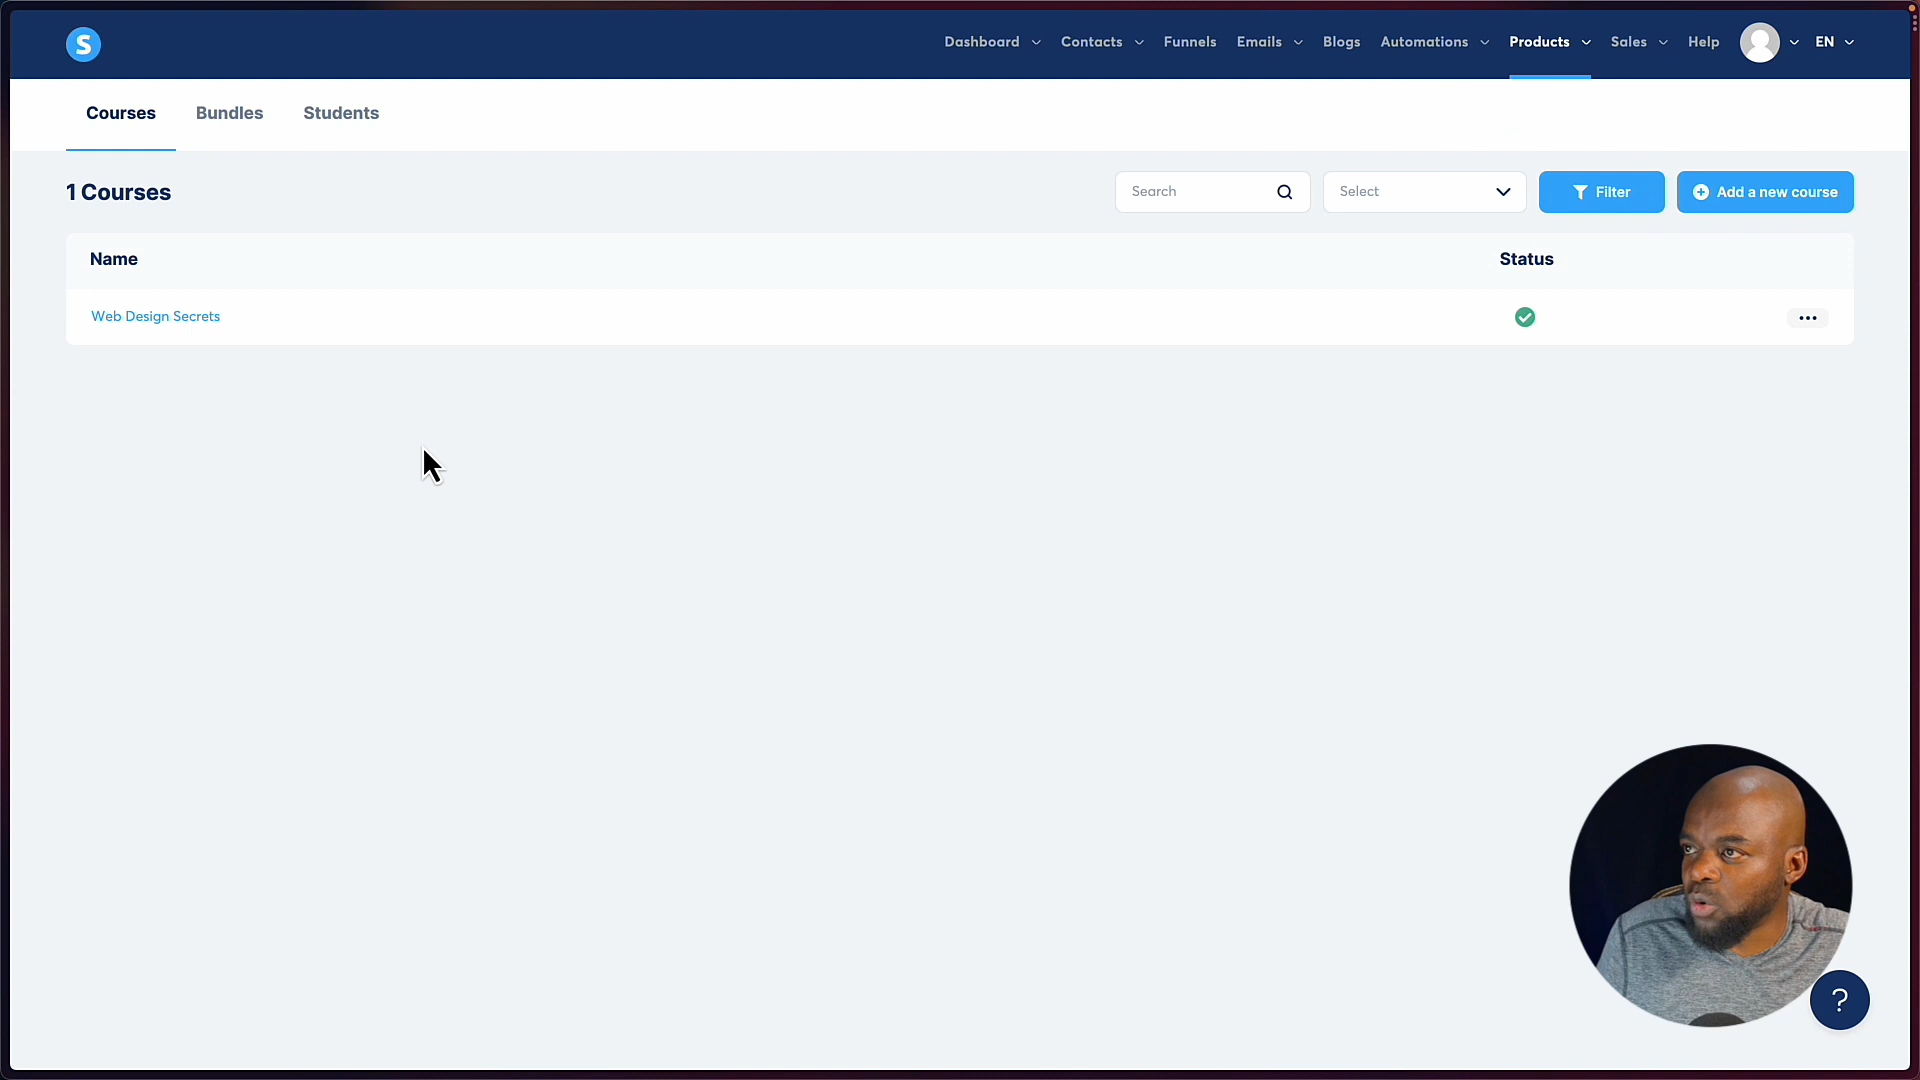 S
Dashboard Contacts Funnels Emails Blogs Automations Products Sales Help EN
Courses Bundles Students
1 Courses
Search
Select
Filter
Add a new course
Name Status
Web Design Secrets
?